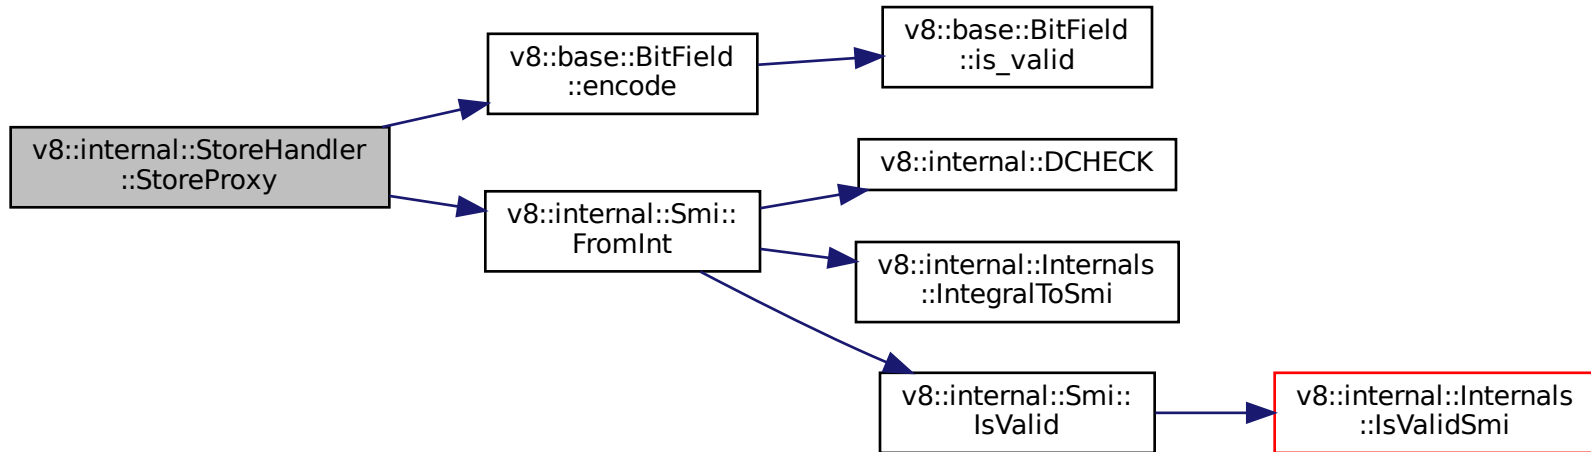 v8::internal::StoreHandler
::StoreProxy
v8::base::BitField
::encode
v8::base::BitField
::is_valid
v8::internal::Smi::
FromInt
v8::internal::DCHECK
v8::internal::Internals
::IntegralToSmi
v8::internal::Smi::
IsValid
v8::internal::Internals
::IsValidSmi